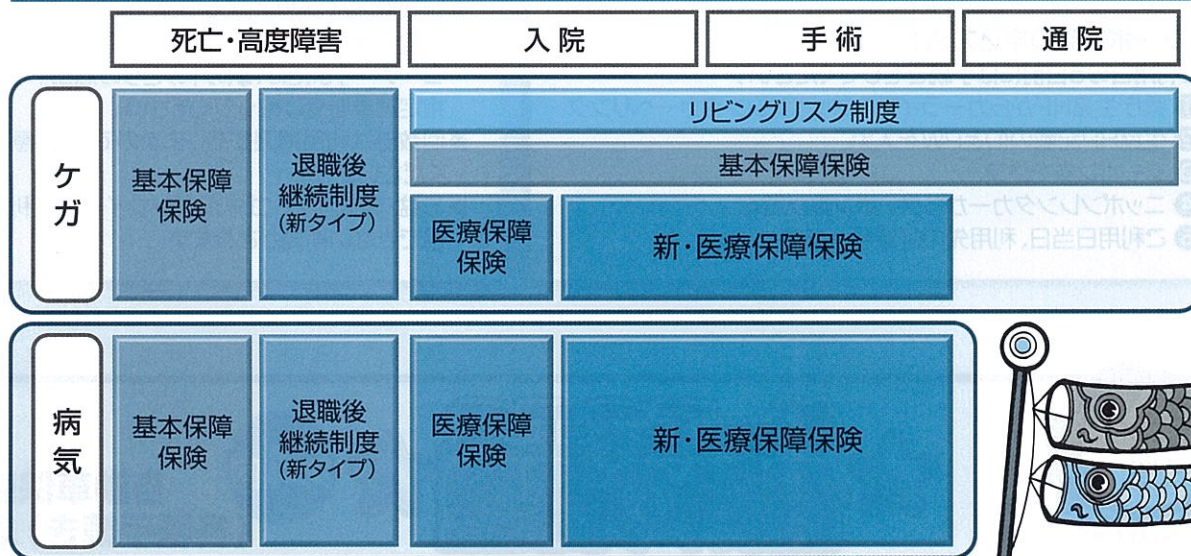 死亡・高度障害
入院
手術
通院
ケガ
基本保障
保険
退職後
継続制度
(新タイプ)
リビングリスク制度
基本保障保険
医療保障
保険
新・医療保障保険
病気
基本保障
保険
退職後
継続制度
(新タイプ)
医療保障
保険
新・医療保障保険